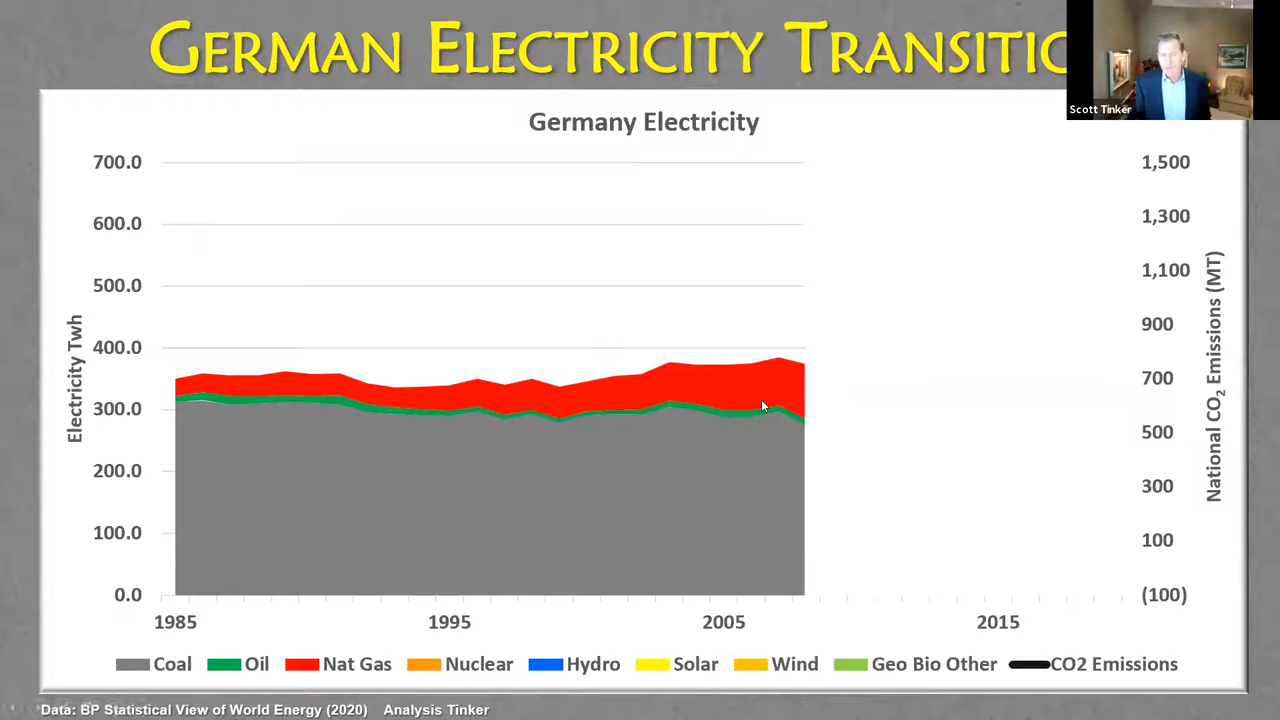 GERMAN ELECTRICITY TRANSITIO
Scott Tinker
Germany Electricity
700.0
600.0
500.0
400.0
300.0
200.0
100.0
0.0
Electricity Twh
1,500
1,300
1,100
900
700
500
300
100
(100)
National CO2 Emissions (MT)
1985 1995 2005 2015
Coal Oil Nat Gas Nuclear Hydro Solar Wind Geo Bio Other CO2 Emissions
Data: BP Statistical View of World Energy (2020) Analysis Tinker